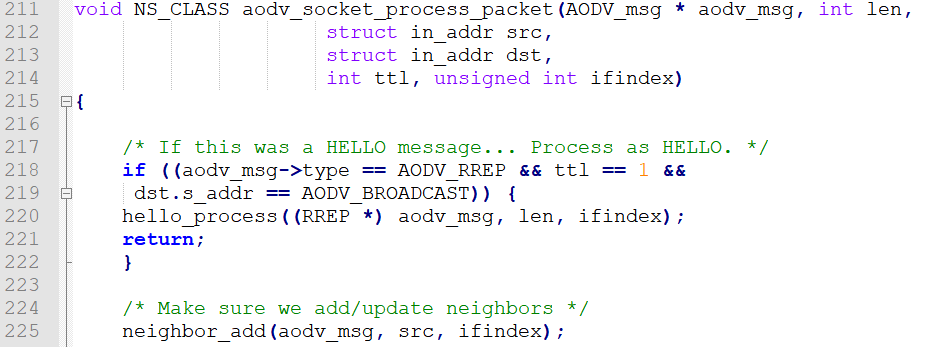 211 void NS_CLASS aodv_socket_process_packet(AODV_msg * aodv_msg, int len,
212 struct in_addr src,
213 struct in_addr dst,
214 int ttl, unsigned int ifindex)
215 {
216
217 /* If this was a HELLO message... Process as HELLO. */
218 if ((aodv_msg->type == AODV_RREP && ttl == 1 &&
219 dst.s_addr == AODV_BROADCAST)) {
220 hello_process((RREP *) aodv_msg, len, ifindex);
221 return;
222 }
223
224 /* Make sure we add/update neighbors */
225 neighbor_add(aodv_msg, src, ifindex);